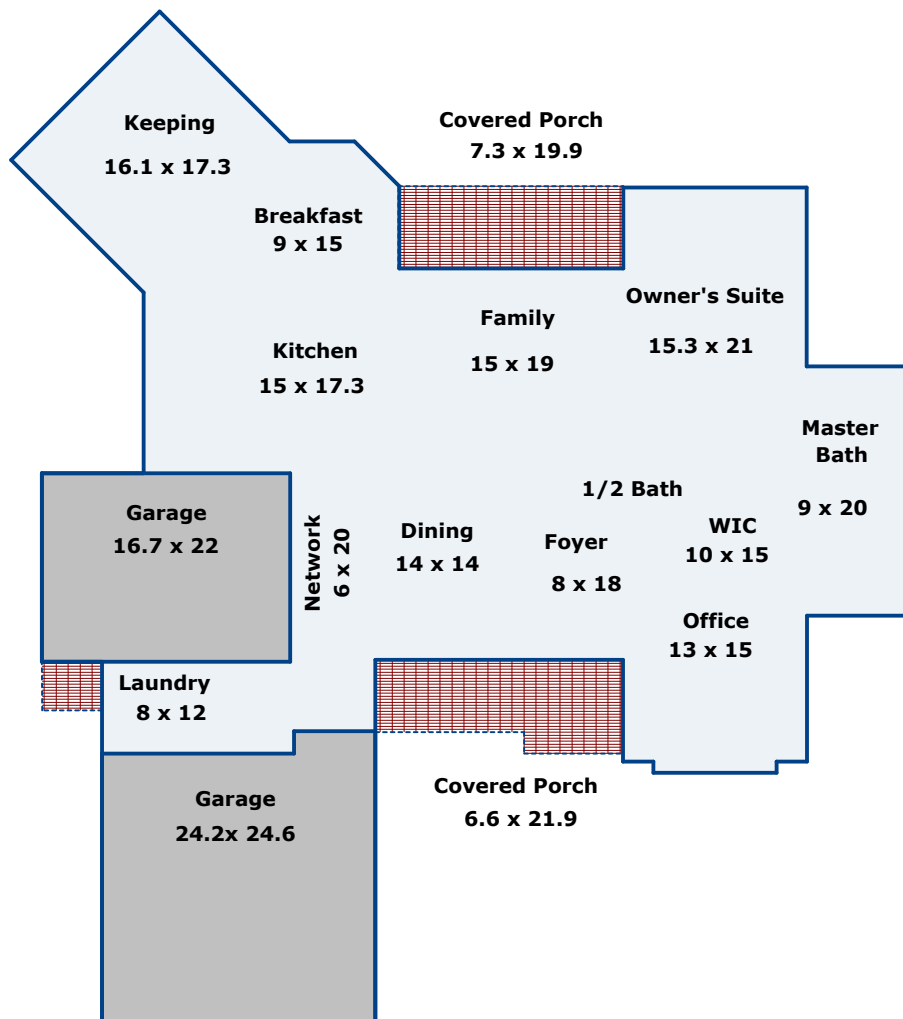 Keeping
16.1 x 17.3
Covered Porch
7.3 x 19.9
Breakfast
9 x 15
Owner's Suite
15.3 x 21
Family
15 x 19
Kitchen
15 x 17.3
Master
Bath
9 x 20
1/2 Bath
Garage
16.7 x 22
Network
6 x 20
Dining
14 x 14
Foyer
8 x 18
WIC
10 x 15
Office
13 x 15
Laundry
8 x 12
Garage
24.2x 24.6
Covered Porch
6.6 x 21.9